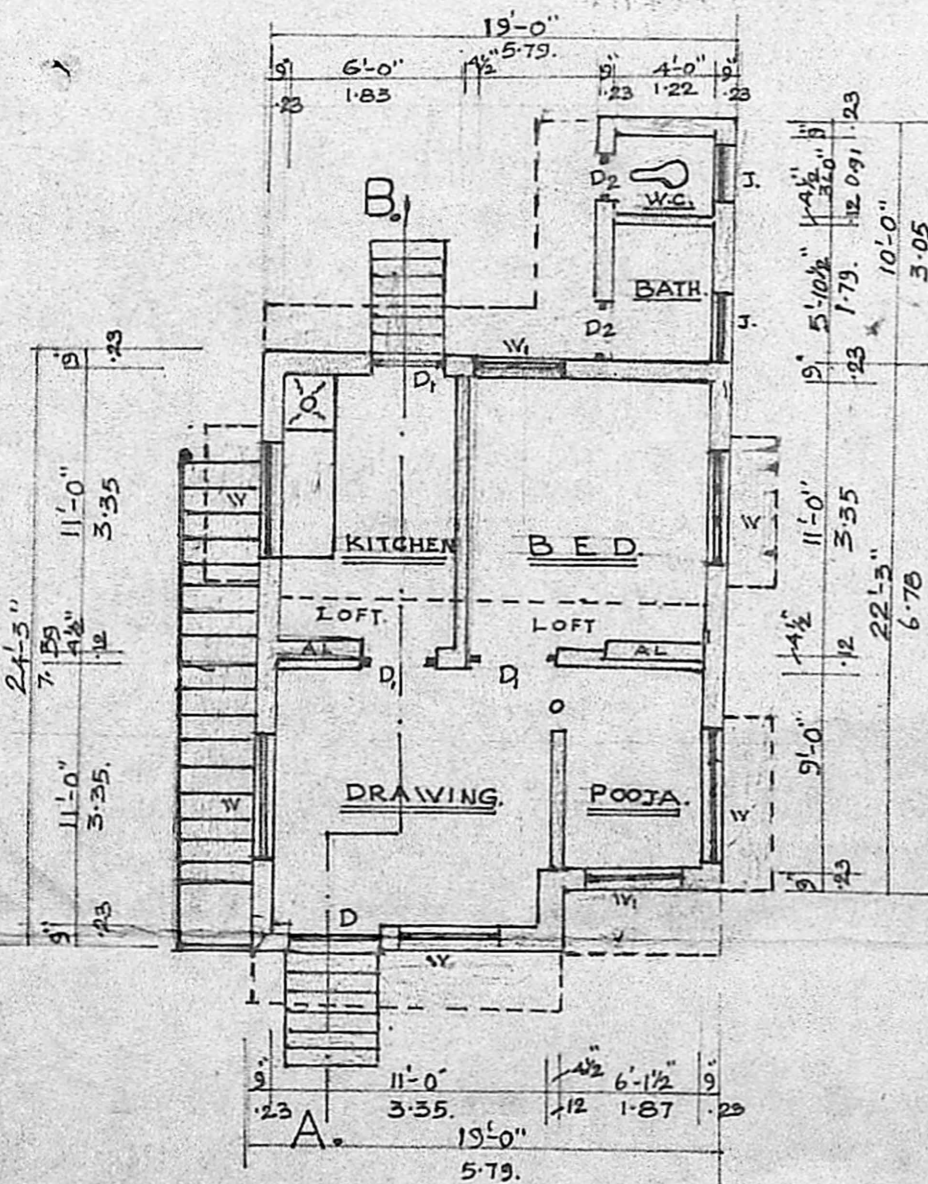 19'-0"
5.79.
9" 6'-0" 4½" 9" 4'-0" 9"
.23 1.83 .23 1.22 .23
B.
D2
W.C.
J.
BATH.
D2
J.
9" .23
4½" 3'-0"
.12 0.91
5'-10½"
1.79.
9" .23
10'-0"
3.05
D1
W1
9" .23
11'-0"
3.35
4½"
.12
11'-0"
3.35.
9" .23
24'-3"
7.39
W
KITCHEN
BED.
W
LOFT.
LOFT
AL
AL
D1
D1
O
11'-0"
3.35
4½"
.12
9'-0"
9" .23
22'-3"
6.78
W
DRAWING.
POOJA.
W
D
W
W1
9" 11'-0" 4½ 6'-1½" 9"
.23 3.35. .12 1.87 .23
A.
19'-0"
5.79.